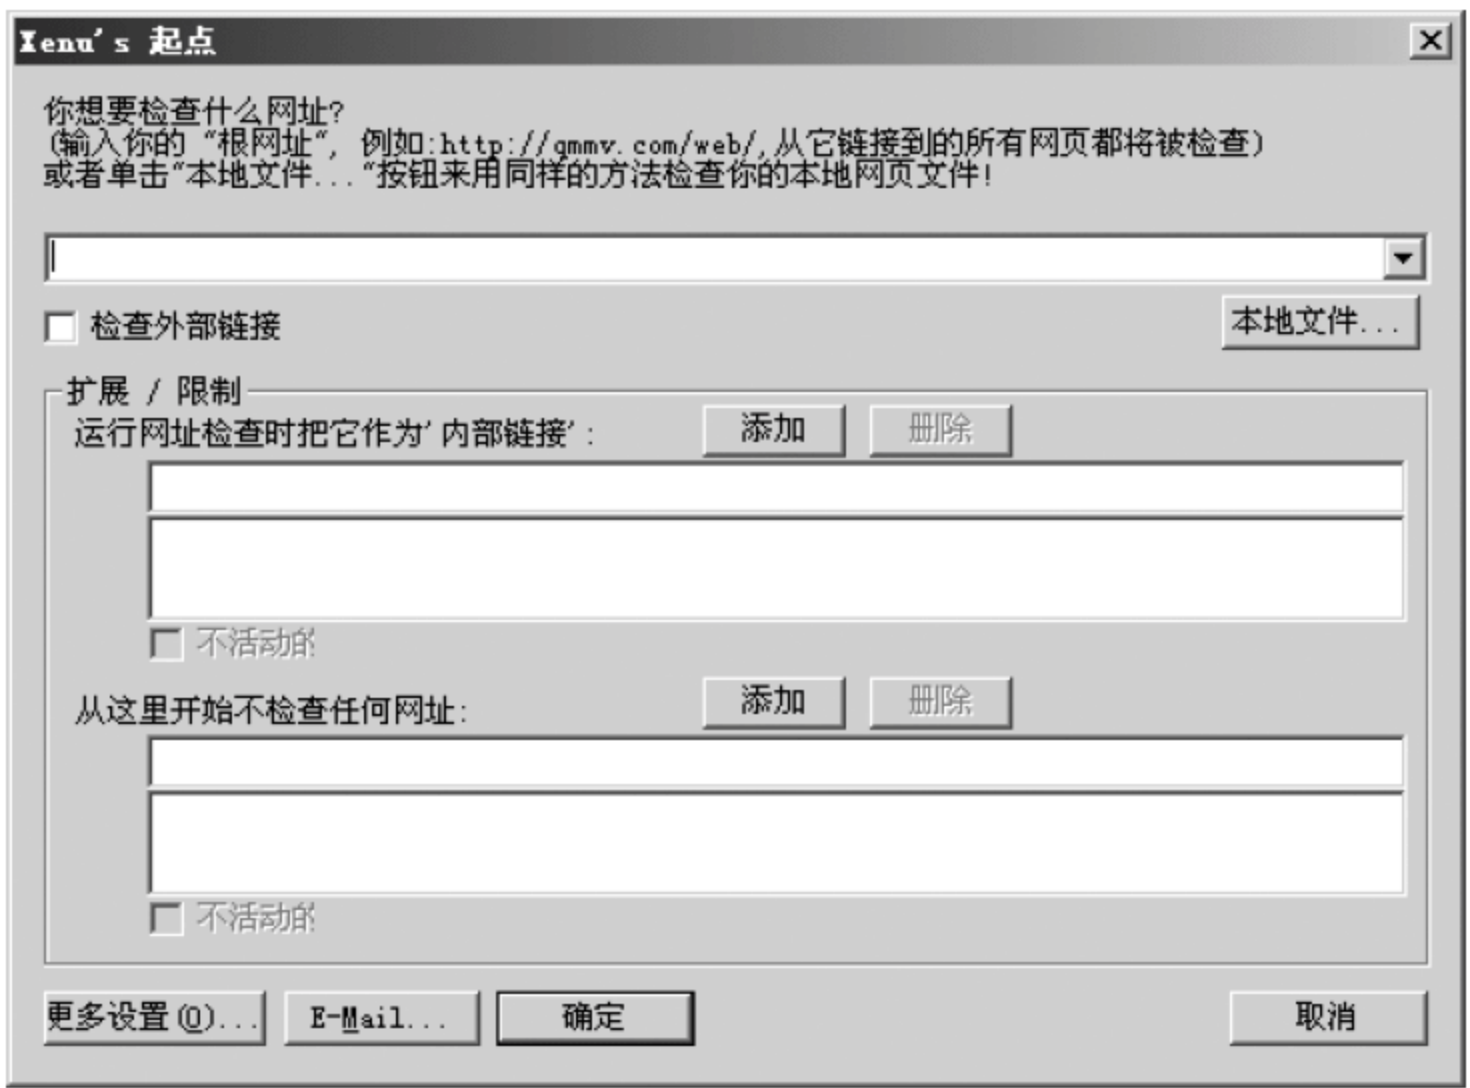 Xenu's 起点
你想要检查什么网址?
(输入你的 "根网址", 例如:http://qmmv.com/web/,从它链接到的所有网页都将被检查)
或者单击"本地文件..."按钮来用同样的方法检查你的本地网页文件!
检查外部链接
本地文件...
扩展 / 限制
运行网址检查时把它作为'内部链接':
添加
删除
不活动的
从这里开始不检查任何网址:
添加
删除
不活动的
更多设置(O)...
E-Mail...
确定
取消